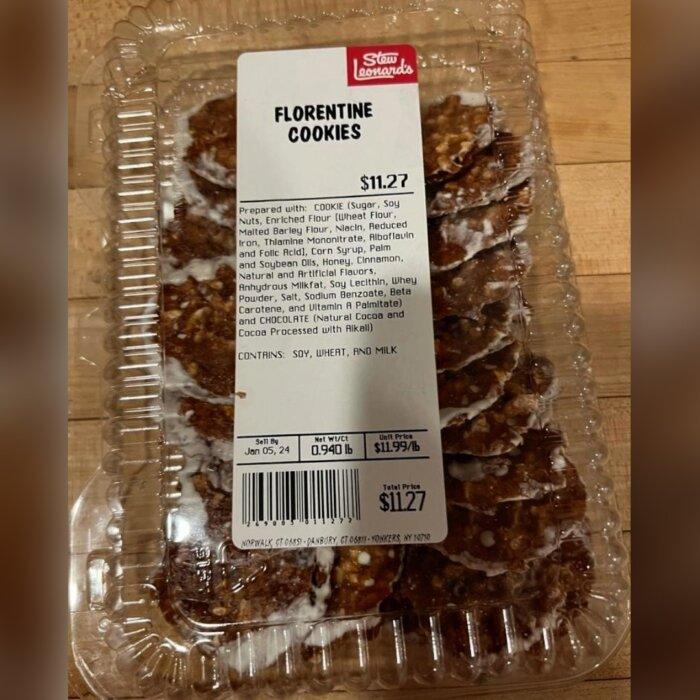 Stew
Leonard's
FLORENTINE
COOKIES
$11.27
Prepared with: COOKIE (Sugar, Soy
Nuts, Enriched Flour [Wheat Flour,
Malted Barley Flour, Niacin, Reduced
Iron, Thiamine Mononitrate, Riboflavin
and Folic Acid], Corn Syrup, Palm
and Soybean Oils, Honey, Cinnamon,
Natural and Artificial Flavors,
Anhydrous Milkfat, Soy Lecithin, Whey
Powder, Salt, Sodium Benzoate, Beta
Carotene, and Vitamin A Palmitate)
and CHOCOLATE (Natural Cocoa and
Cocoa Processed with Alkali)
CONTAINS: SOY, WHEAT, AND MILK
Sell By Net Wt/Ct Unit Price
Jan 05, 24 0.940 lb $11.99/lb
Total Price
$11.27
2 69003 01127 7
NORWALK, CT 06851 - DANBURY, CT 06811 - YONKERS, NY 10710